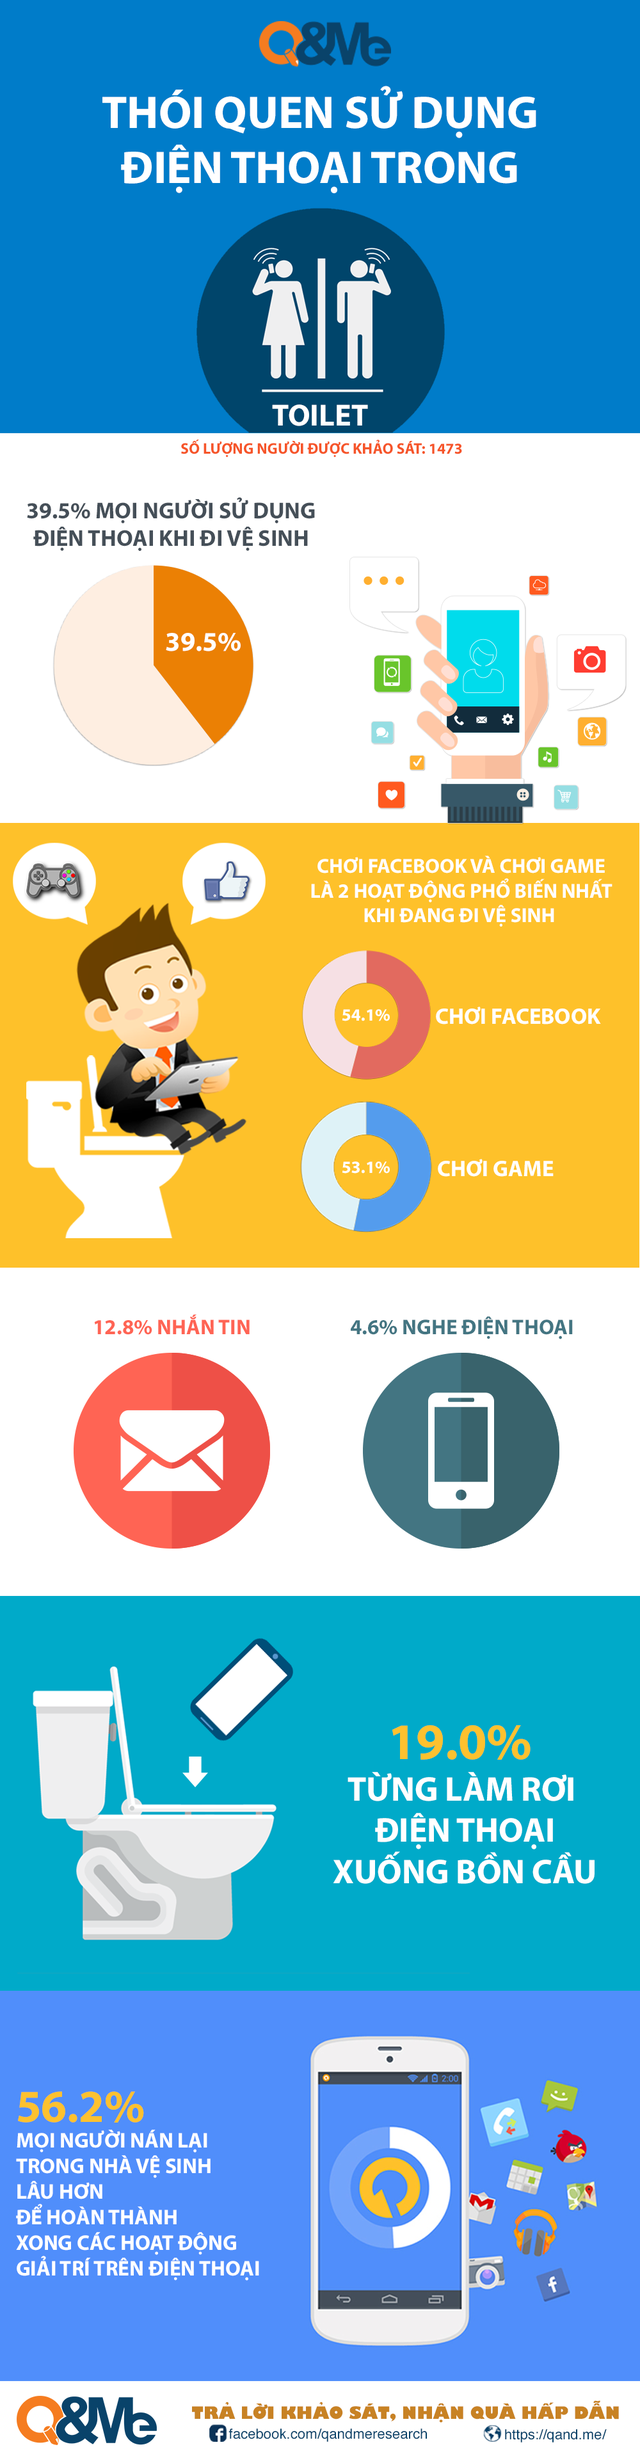 Q&Me
THÓI QUEN SỬ DỤNG
ĐIỆN THOẠI TRONG
TOILET
SỐ LƯỢNG NGƯỜI ĐƯỢC KHẢO SÁT: 1473
39.5% MỌI NGƯỜI SỬ DỤNG
ĐIỆN THOẠI KHI ĐI VỆ SINH
39.5%
CHƠI FACEBOOK VÀ CHƠI GAME
LÀ 2 HOẠT ĐỘNG PHỔ BIẾN NHẤT
KHI ĐANG ĐI VỆ SINH
54.1%
CHƠI FACEBOOK
53.1%
CHƠI GAME
12.8% NHẮN TIN
4.6% NGHE ĐIỆN THOẠI
19.0%
TỪNG LÀM RƠI
ĐIỆN THOẠI
XUỐNG BỒN CẦU
2:00
56.2%
MỌI NGƯỜI NÁN LẠI
TRONG NHÀ VỆ SINH
LÂU HƠN
ĐỂ HOÀN THÀNH
XONG CÁC HOẠT ĐỘNG
GIẢI TRÍ TRÊN ĐIỆN THOẠI
Q&Me
TRẢ LỜI KHẢO SÁT, NHẬN QUÀ HẤP DẪN
facebook.com/qandmeresearch
https://qand.me/